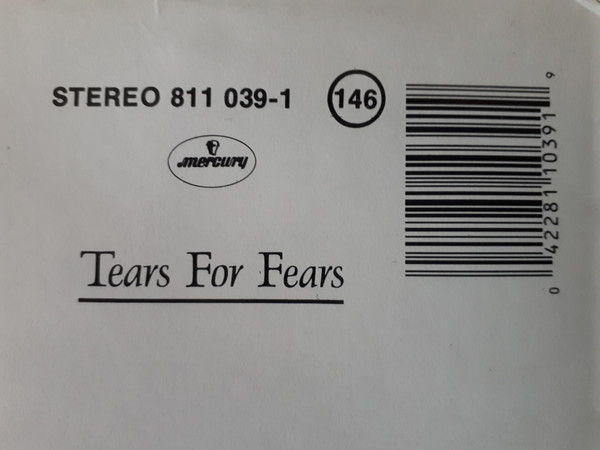 STEREO 811 039-1
146
mercury
Tears For Fears
0 42281 10391 9